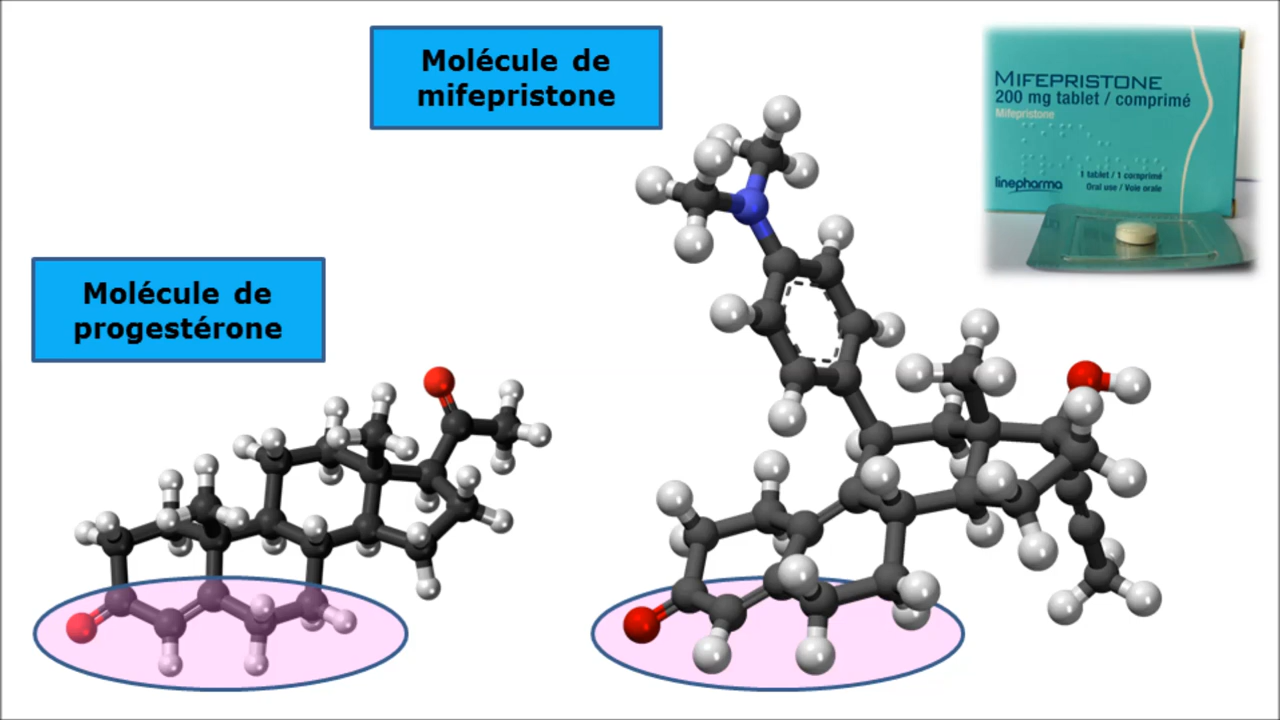 Molécule de
mifepristone
MIFEPRISTONE
200 mg tablet / comprimé
Mifepristone
linepharma
1 tablet / 1 comprimé
Oral use / Voie orale
Molécule de
progestérone